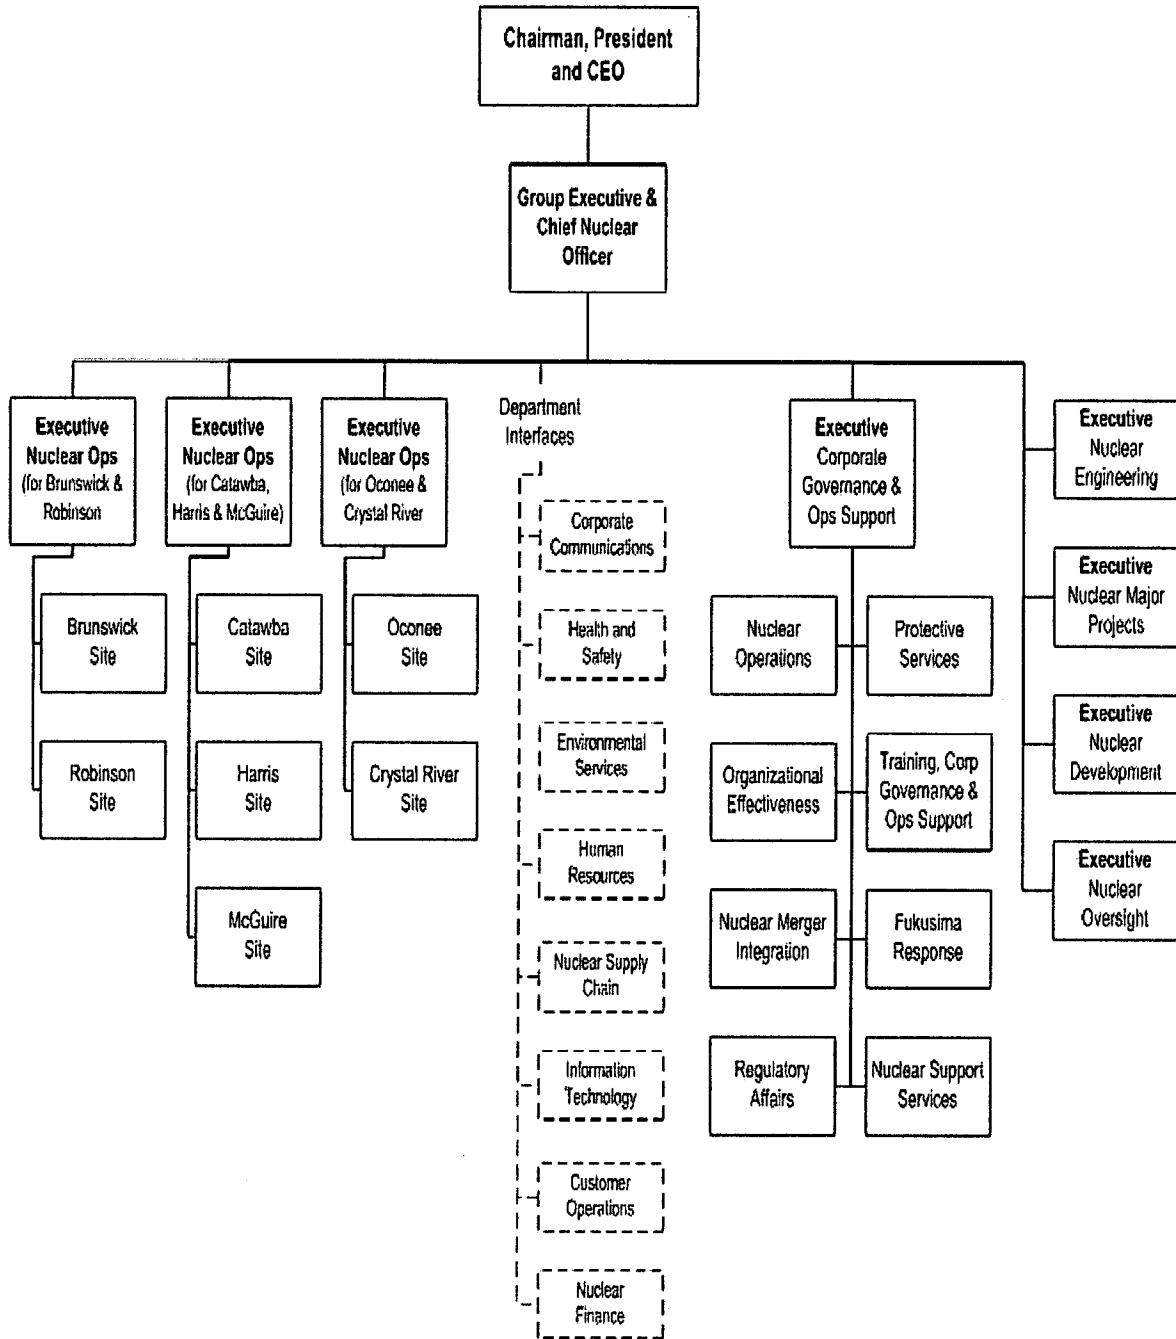 Chairman, President
and CEO
Group Executive &
Chief Nuclear
Officer
Executive
Nuclear Ops
(for Brunswick &
Robinson
Executive
Nuclear Ops
(for Catawba,
Harris & McGuire)
Executive
Nuclear Ops
(for Oconee &
Crystal River
Department
Interfaces
Executive
Corporate
Governance &
Ops Support
Executive
Nuclear
Engineering
Brunswick
Site
Robinson
Site
Catawba
Site
Harris
Site
McGuire
Site
Oconee
Site
Crystal River
Site
Corporate
Communications
Health and
Safety
Environmental
Services
Human
Resources
Nuclear Supply
Chain
Information
Technology
Customer
Operations
Nuclear
Finance
Nuclear
Operations
Protective
Services
Organizational
Effectiveness
Training, Corp
Governance &
Ops Support
Nuclear Merger
Integration
Fukusima
Response
Regulatory
Affairs
Nuclear Support
Services
Executive
Nuclear Major
Projects
Executive
Nuclear
Development
Executive
Nuclear
Oversight